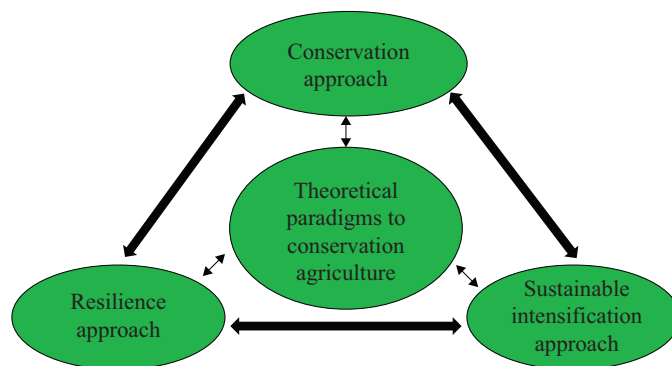 Conservation
approach
Theoretical
paradigms to
conservation
agriculture
Resilience
approach
Sustainable
intensification
approach